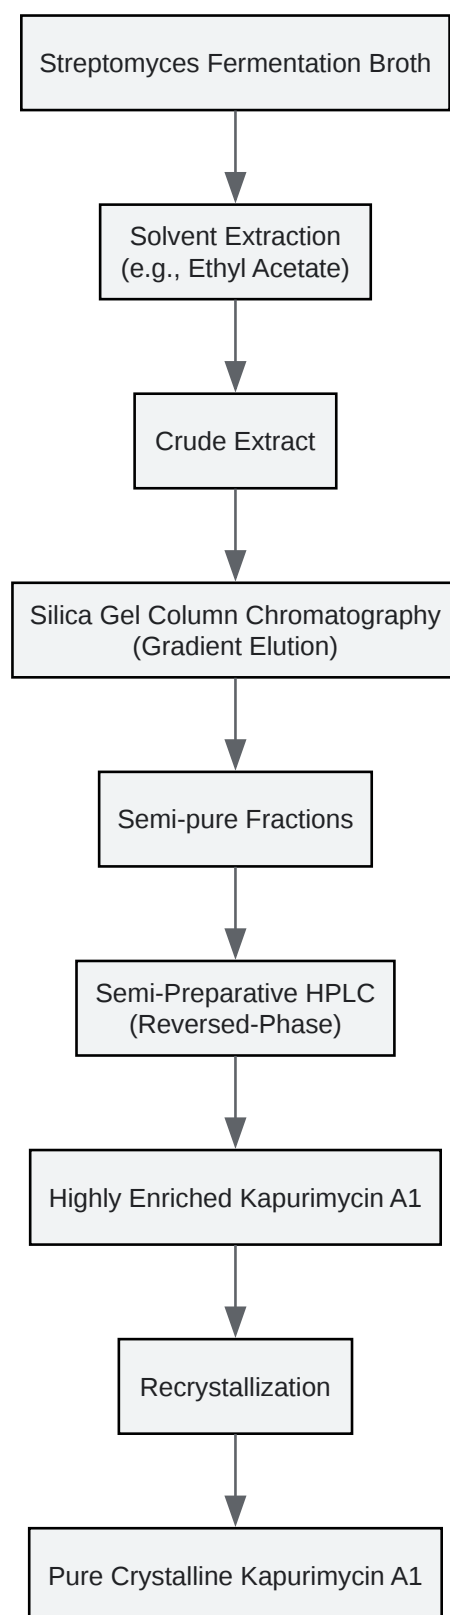 Streptomyces Fermentation Broth
Solvent Extraction
(e.g., Ethyl Acetate)
Crude Extract
Silica Gel Column Chromatography
(Gradient Elution)
Semi-pure Fractions
Semi-Preparative HPLC
(Reversed-Phase)
Highly Enriched Kapurimycin A1
Recrystallization
Pure Crystalline Kapurimycin A1